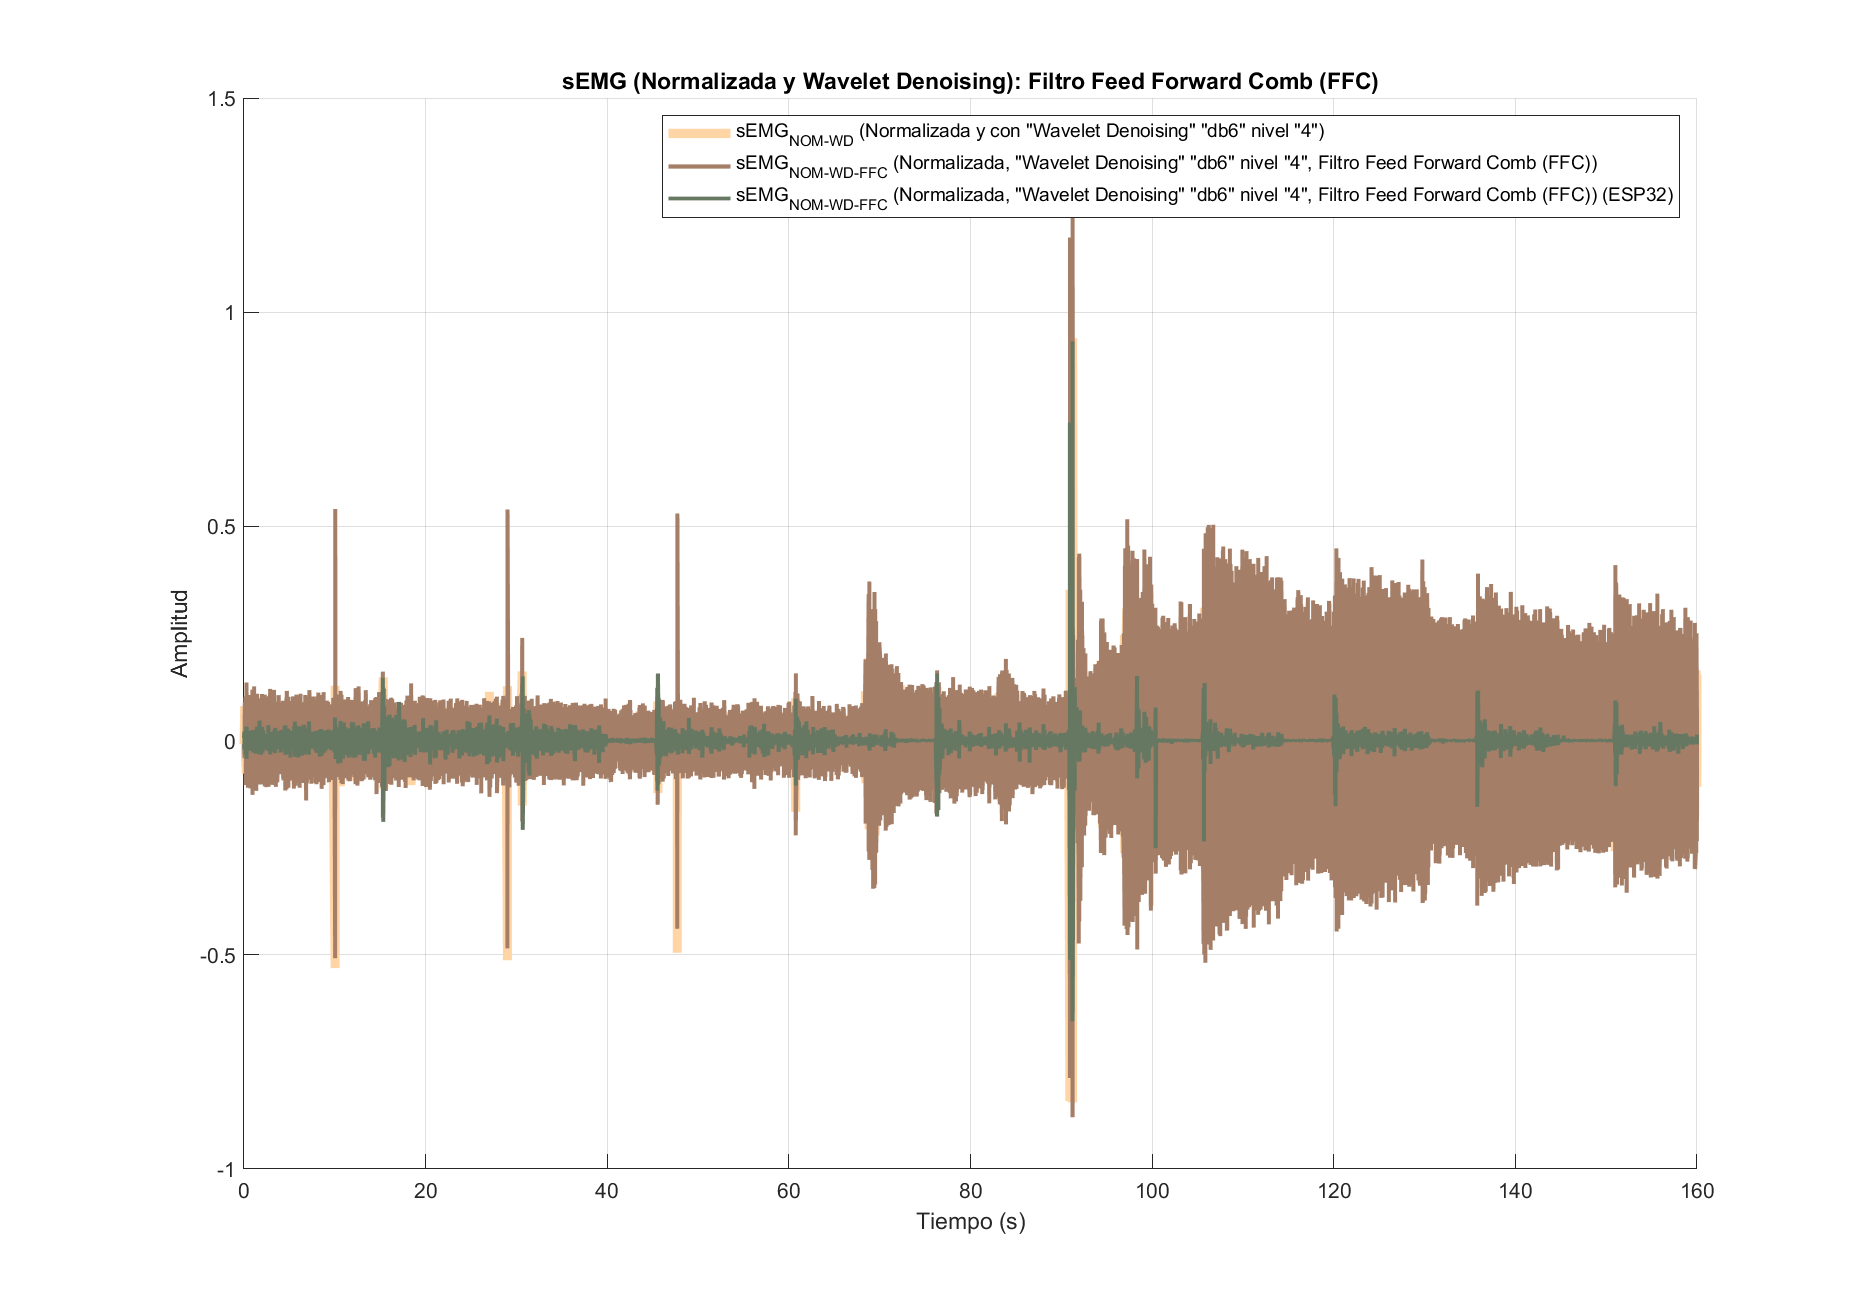 sEMG (Normalizada y Wavelet Denoising): Filtro Feed Forward Comb (FFC)
sEMG_NOM-WD (Normalizada y con "Wavelet Denoising" "db6" nivel "4")
sEMG_NOM-WD-FFC (Normalizada, "Wavelet Denoising" "db6" nivel "4", Filtro Feed Forward Comb (FFC))
sEMG_NOM-WD-FFC (Normalizada, "Wavelet Denoising" "db6" nivel "4", Filtro Feed Forward Comb (FFC)) (ESP32)
1.5
1
0.5
0
-0.5
-1
Amplitud
0 20 40 60 80 100 120 140 160
Tiempo (s)